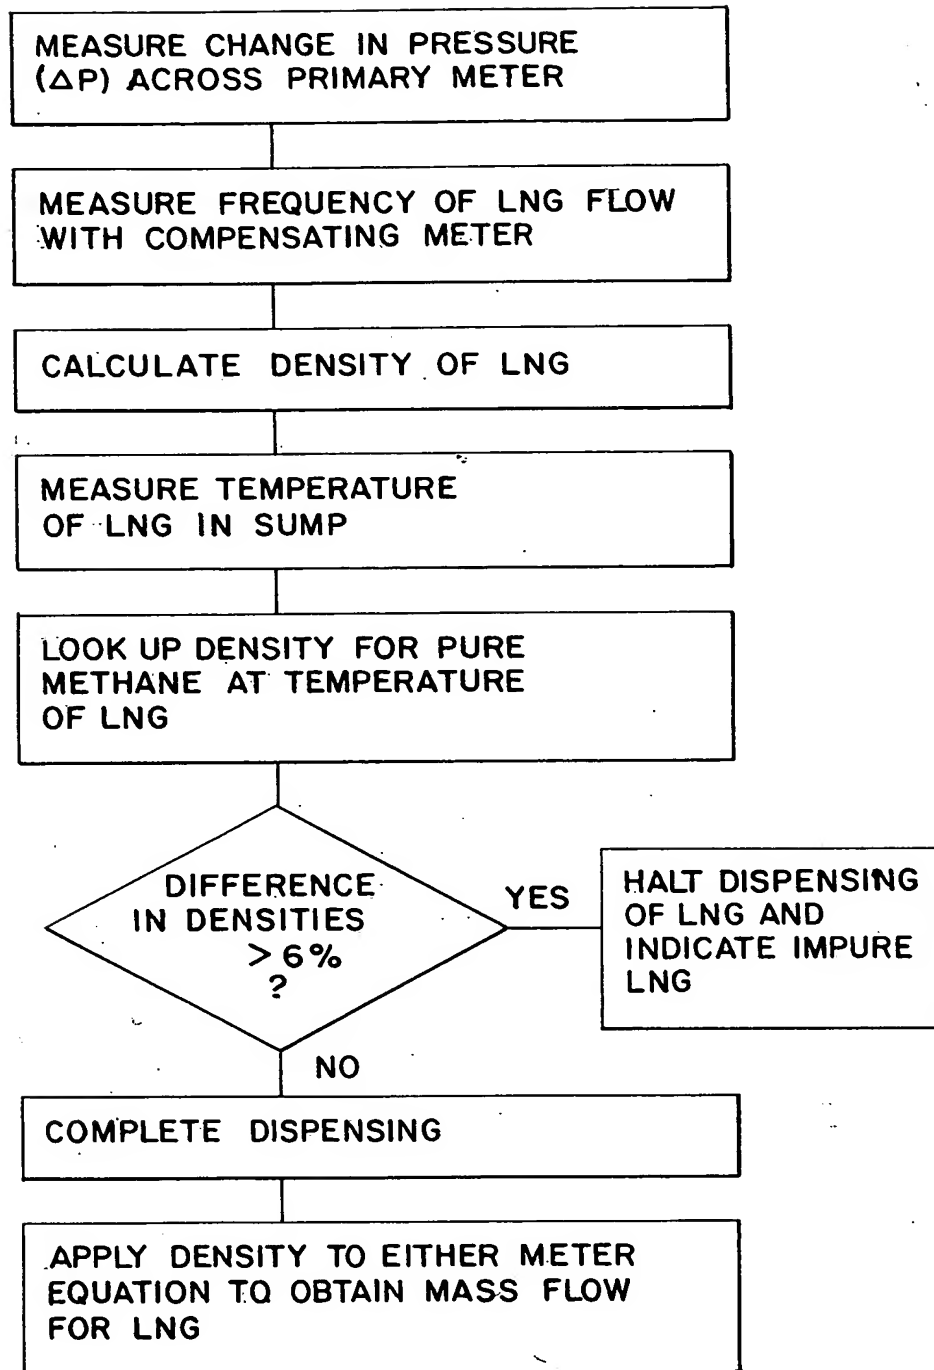 MEASURE CHANGE IN PRESSURE
(△P) ACROSS PRIMARY METER
MEASURE FREQUENCY OF LNG FLOW
WITH COMPENSATING METER
CALCULATE DENSITY OF LNG
MEASURE TEMPERATURE
OF LNG IN SUMP
LOOK UP DENSITY FOR PURE
METHANE AT TEMPERATURE
OF LNG
DIFFERENCE
IN DENSITIES
>6%
?
YES
HALT DISPENSING
OF LNG AND
INDICATE IMPURE
LNG
NO
COMPLETE DISPENSING
APPLY DENSITY TO EITHER METER
EQUATION TO OBTAIN MASS FLOW
FOR LNG